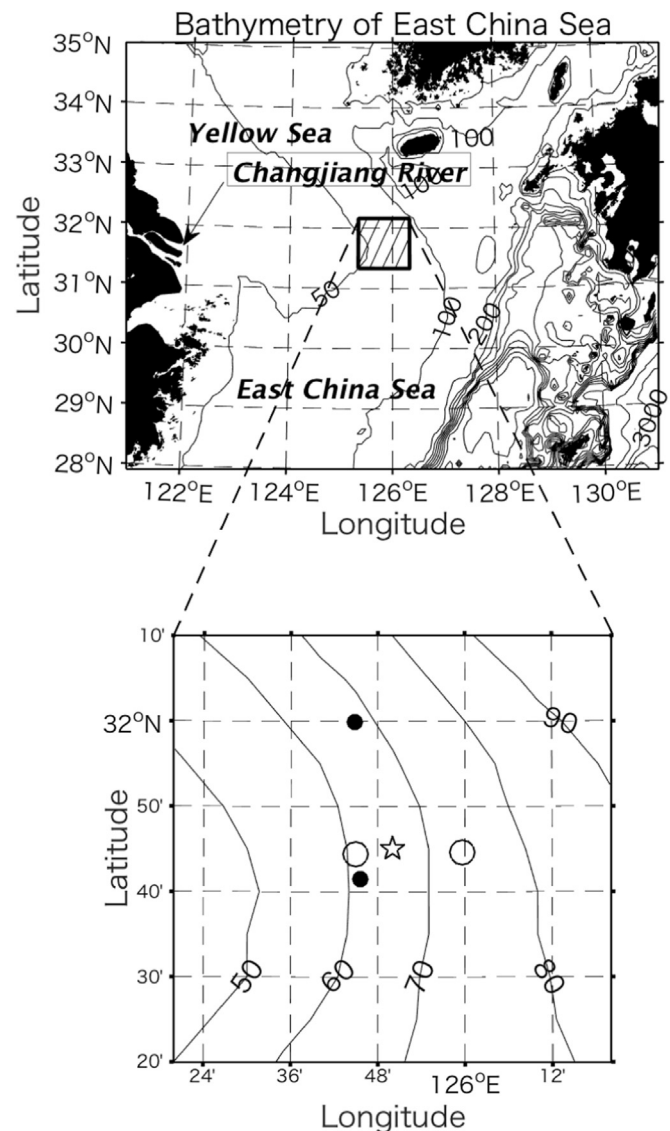 Bathymetry of East China Sea
35°N
34°N
33°N
32°N
31°N
30°N
29°N
28°N
Latitude
Yellow Sea
Changjiang River
East China Sea
100
100
50
100
200
3000
122°E
124°E
126°E
128°E
130°E
Longitude
10'
32°N
50'
40'
30'
20'
Latitude
90
50
60
70
80
24'
36'
48'
126°E
12'
Longitude